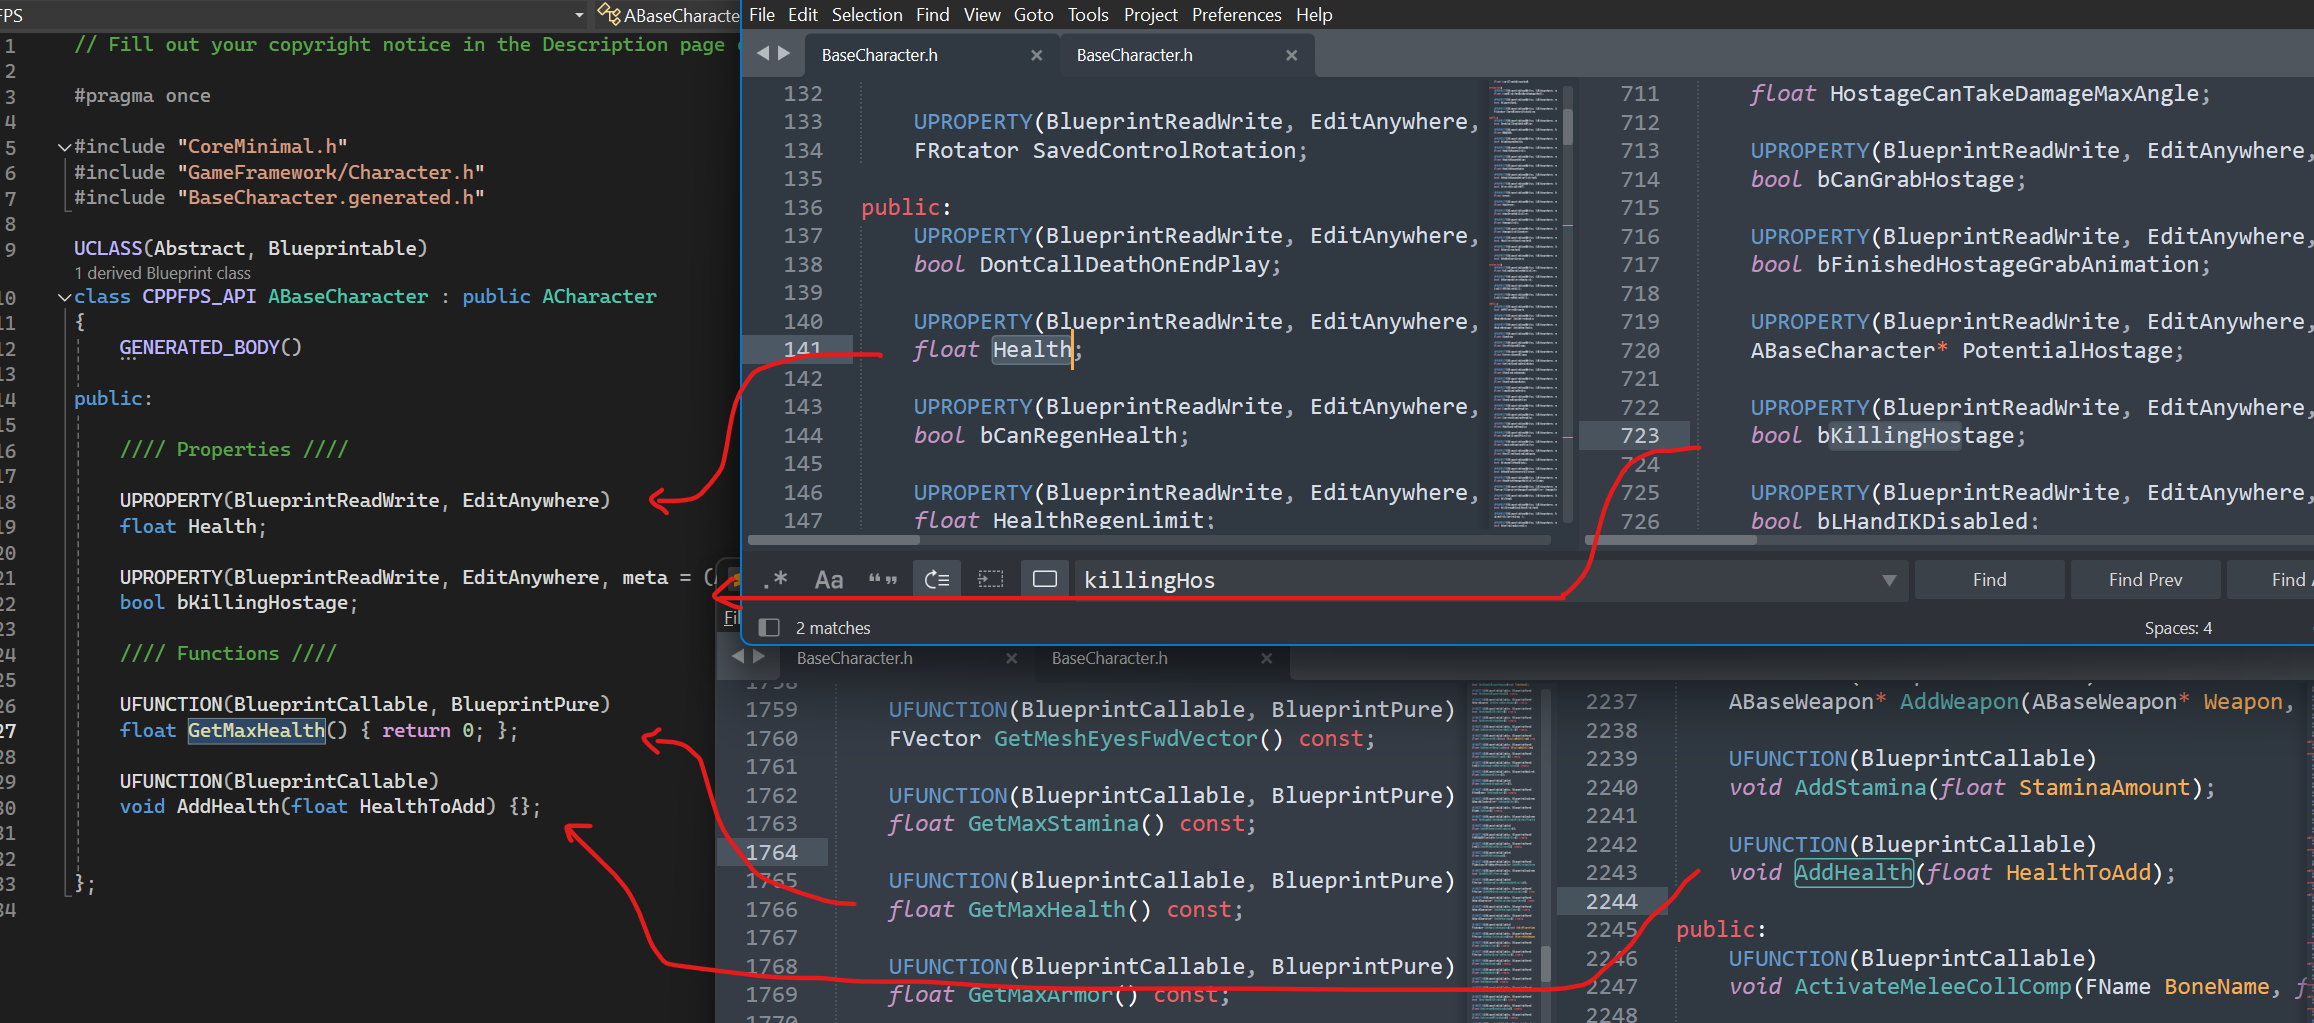 FPS
ABaseCharacte
1 // Fill out your copyright notice in the Description page
2
3 #pragma once
4
5 #include "CoreMinimal.h"
6 #include "GameFramework/Character.h"
7 #include "BaseCharacter.generated.h"
8
9 UCLASS(Abstract, Blueprintable)
1 derived Blueprint class
10 class CPPFPS_API ABaseCharacter : public ACharacter
11 {
12 GENERATED_BODY()
13
14 public:
15
16 //// Properties ////
17
18 UPROPERTY(BlueprintReadWrite, EditAnywhere)
19 float Health;
20
21 UPROPERTY(BlueprintReadWrite, EditAnywhere, meta = (
22 bool bKillingHostage;
23
24 //// Functions ////
25
26 UFUNCTION(BlueprintCallable, BlueprintPure)
27 float GetMaxHealth() { return 0; };
28
29 UFUNCTION(BlueprintCallable)
30 void AddHealth(float HealthToAdd) {};
31
32
33 };
34
File Edit Selection Find View Goto Tools Project Preferences Help
BaseCharacter.h × BaseCharacter.h ×
132
133 UPROPERTY(BlueprintReadWrite, EditAnywhere,
134 FRotator SavedControlRotation;
135
136 public:
137 UPROPERTY(BlueprintReadWrite, EditAnywhere,
138 bool DontCallDeathOnEndPlay;
139
140 UPROPERTY(BlueprintReadWrite, EditAnywhere,
141 float Health;
142
143 UPROPERTY(BlueprintReadWrite, EditAnywhere,
144 bool bCanRegenHealth;
145
146 UPROPERTY(BlueprintReadWrite, EditAnywhere,
147 float HealthRegenLimit;
711 float HostageCanTakeDamageMaxAngle;
712
713 UPROPERTY(BlueprintReadWrite, EditAnywhere,
714 bool bCanGrabHostage;
715
716 UPROPERTY(BlueprintReadWrite, EditAnywhere,
717 bool bFinishedHostageGrabAnimation;
718
719 UPROPERTY(BlueprintReadWrite, EditAnywhere,
720 ABaseCharacter* PotentialHostage;
721
722 UPROPERTY(BlueprintReadWrite, EditAnywhere,
723 bool bKillingHostage;
724
725 UPROPERTY(BlueprintReadWrite, EditAnywhere,
726 bool bLHandIKDisabled;
.* Aa “” killingHos Find Find Prev Find
2 matches Spaces: 4
Fil
BaseCharacter.h × BaseCharacter.h ×
1758
1759 UFUNCTION(BlueprintCallable, BlueprintPure)
1760 FVector GetMeshEyesFwdVector() const;
1761
1762 UFUNCTION(BlueprintCallable, BlueprintPure)
1763 float GetMaxStamina() const;
1764
1765 UFUNCTION(BlueprintCallable, BlueprintPure)
1766 float GetMaxHealth() const;
1767
1768 UFUNCTION(BlueprintCallable, BlueprintPure)
1769 float GetMaxArmor() const;
1770
2237 ABaseWeapon* AddWeapon(ABaseWeapon* Weapon,
2238
2239 UFUNCTION(BlueprintCallable)
2240 void AddStamina(float StaminaAmount);
2241
2242 UFUNCTION(BlueprintCallable)
2243 void AddHealth(float HealthToAdd);
2244
2245 public:
2246 UFUNCTION(BlueprintCallable)
2247 void ActivateMeleeCollComp(FName BoneName, f
2248